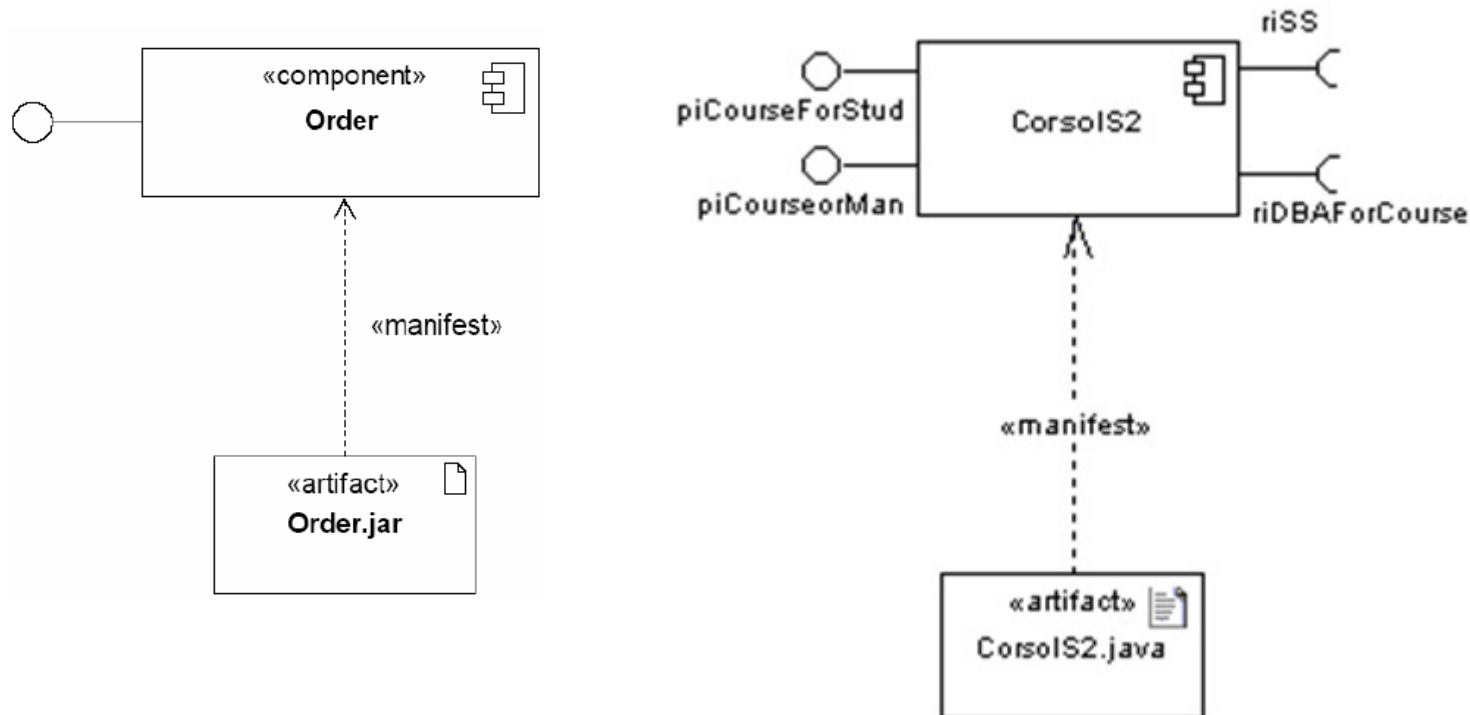 «component»
Order
«manifest»
«artifact»
Order.jar
riSS
piCourseForStud
CorsoIS2
piCourseorMan
riDBAForCourse
«manifest»
«artifact»
CorsoIS2.java